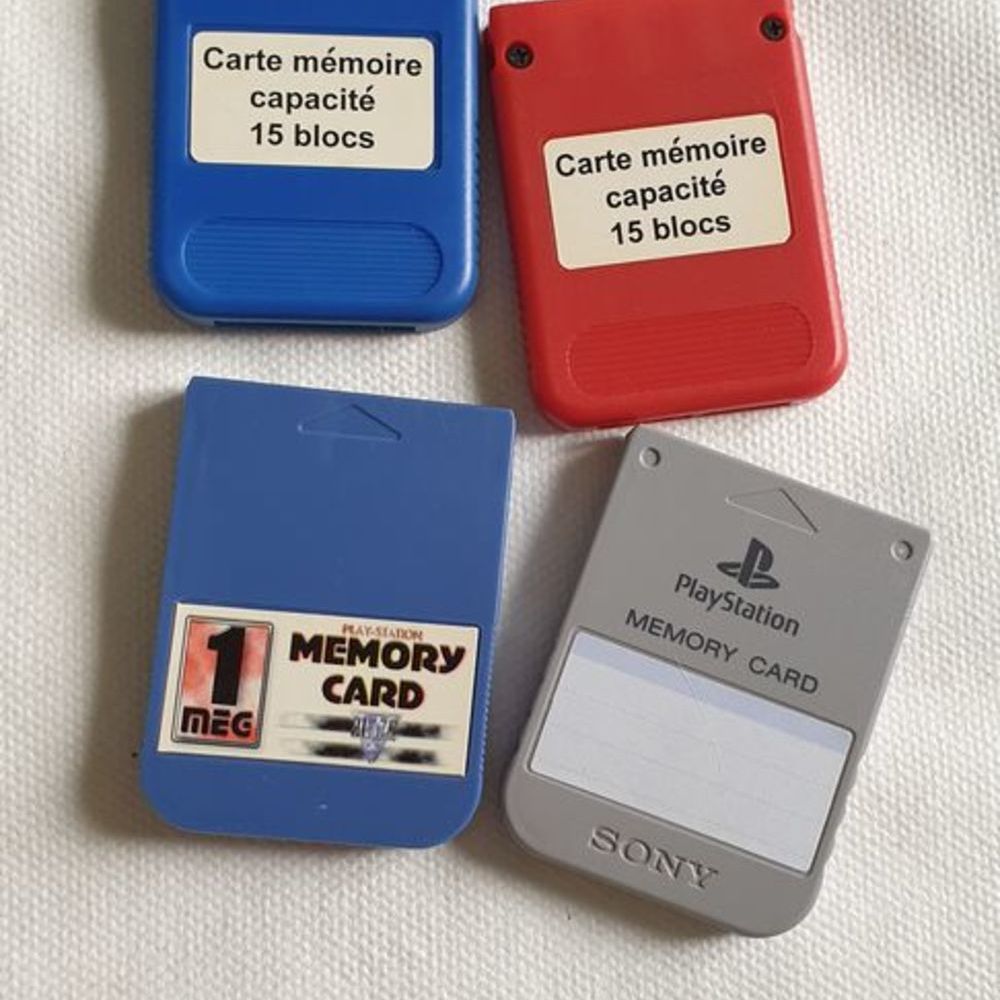 Carte mémoire
capacité
15 blocs
Carte mémoire
capacité
15 blocs
1
MEG
PLAY-STATION
MEMORY
CARD
PlayStation
MEMORY CARD
SONY